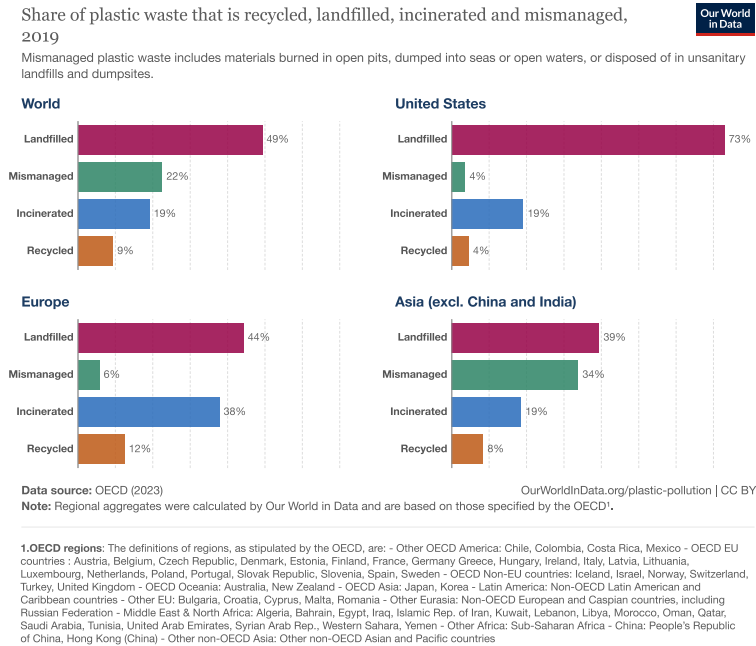 Share of plastic waste that is recycled, landfilled, incinerated and mismanaged,
2019
Our World
in Data
Mismanaged plastic waste includes materials burned in open pits, dumped into seas or open waters, or disposed of in unsanitary
landfills and dumpsites.
World
Landfilled 49%
Mismanaged 22%
Incinerated 19%
Recycled 9%
United States
Landfilled 73%
Mismanaged 4%
Incinerated 19%
Recycled 4%
Europe
Landfilled 44%
Mismanaged 6%
Incinerated 38%
Recycled 12%
Asia (excl. China and India)
Landfilled 39%
Mismanaged 34%
Incinerated 19%
Recycled 8%
Data source: OECD (2023)
OurWorldInData.org/plastic-pollution | CC BY
Note: Regional aggregates were calculated by Our World in Data and are based on those specified by the OECD¹.
1.OECD regions: The definitions of regions, as stipulated by the OECD, are: - Other OECD America: Chile, Colombia, Costa Rica, Mexico - OECD EU
countries : Austria, Belgium, Czech Republic, Denmark, Estonia, Finland, France, Germany Greece, Hungary, Ireland, Italy, Latvia, Lithuania,
Luxembourg, Netherlands, Poland, Portugal, Slovak Republic, Slovenia, Spain, Sweden - OECD Non-EU countries: Iceland, Israel, Norway, Switzerland,
Turkey, United Kingdom - OECD Oceania: Australia, New Zealand - OECD Asia: Japan, Korea - Latin America: Non-OECD Latin American and
Caribbean countries - Other EU: Bulgaria, Croatia, Cyprus, Malta, Romania - Other Eurasia: Non-OECD European and Caspian countries, including
Russian Federation - Middle East & North Africa: Algeria, Bahrain, Egypt, Iraq, Islamic Rep. of Iran, Kuwait, Lebanon, Libya, Morocco, Oman, Qatar,
Saudi Arabia, Tunisia, United Arab Emirates, Syrian Arab Rep., Western Sahara, Yemen - Other Africa: Sub-Saharan Africa - China: People's Republic
of China, Hong Kong (China) - Other non-OECD Asia: Other non-OECD Asian and Pacific countries